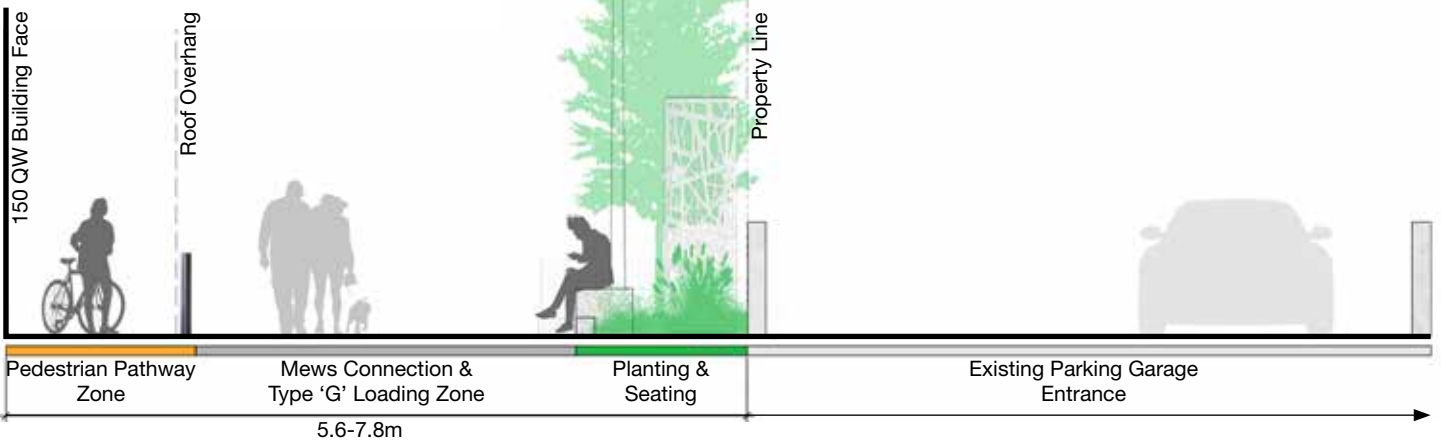 150 QW Building Face
Roof Overhang
Property Line
Pedestrian Pathway
Zone
Mews Connection &
Type ‘G’ Loading Zone
Planting &
Seating
Existing Parking Garage
Entrance
5.6-7.8m